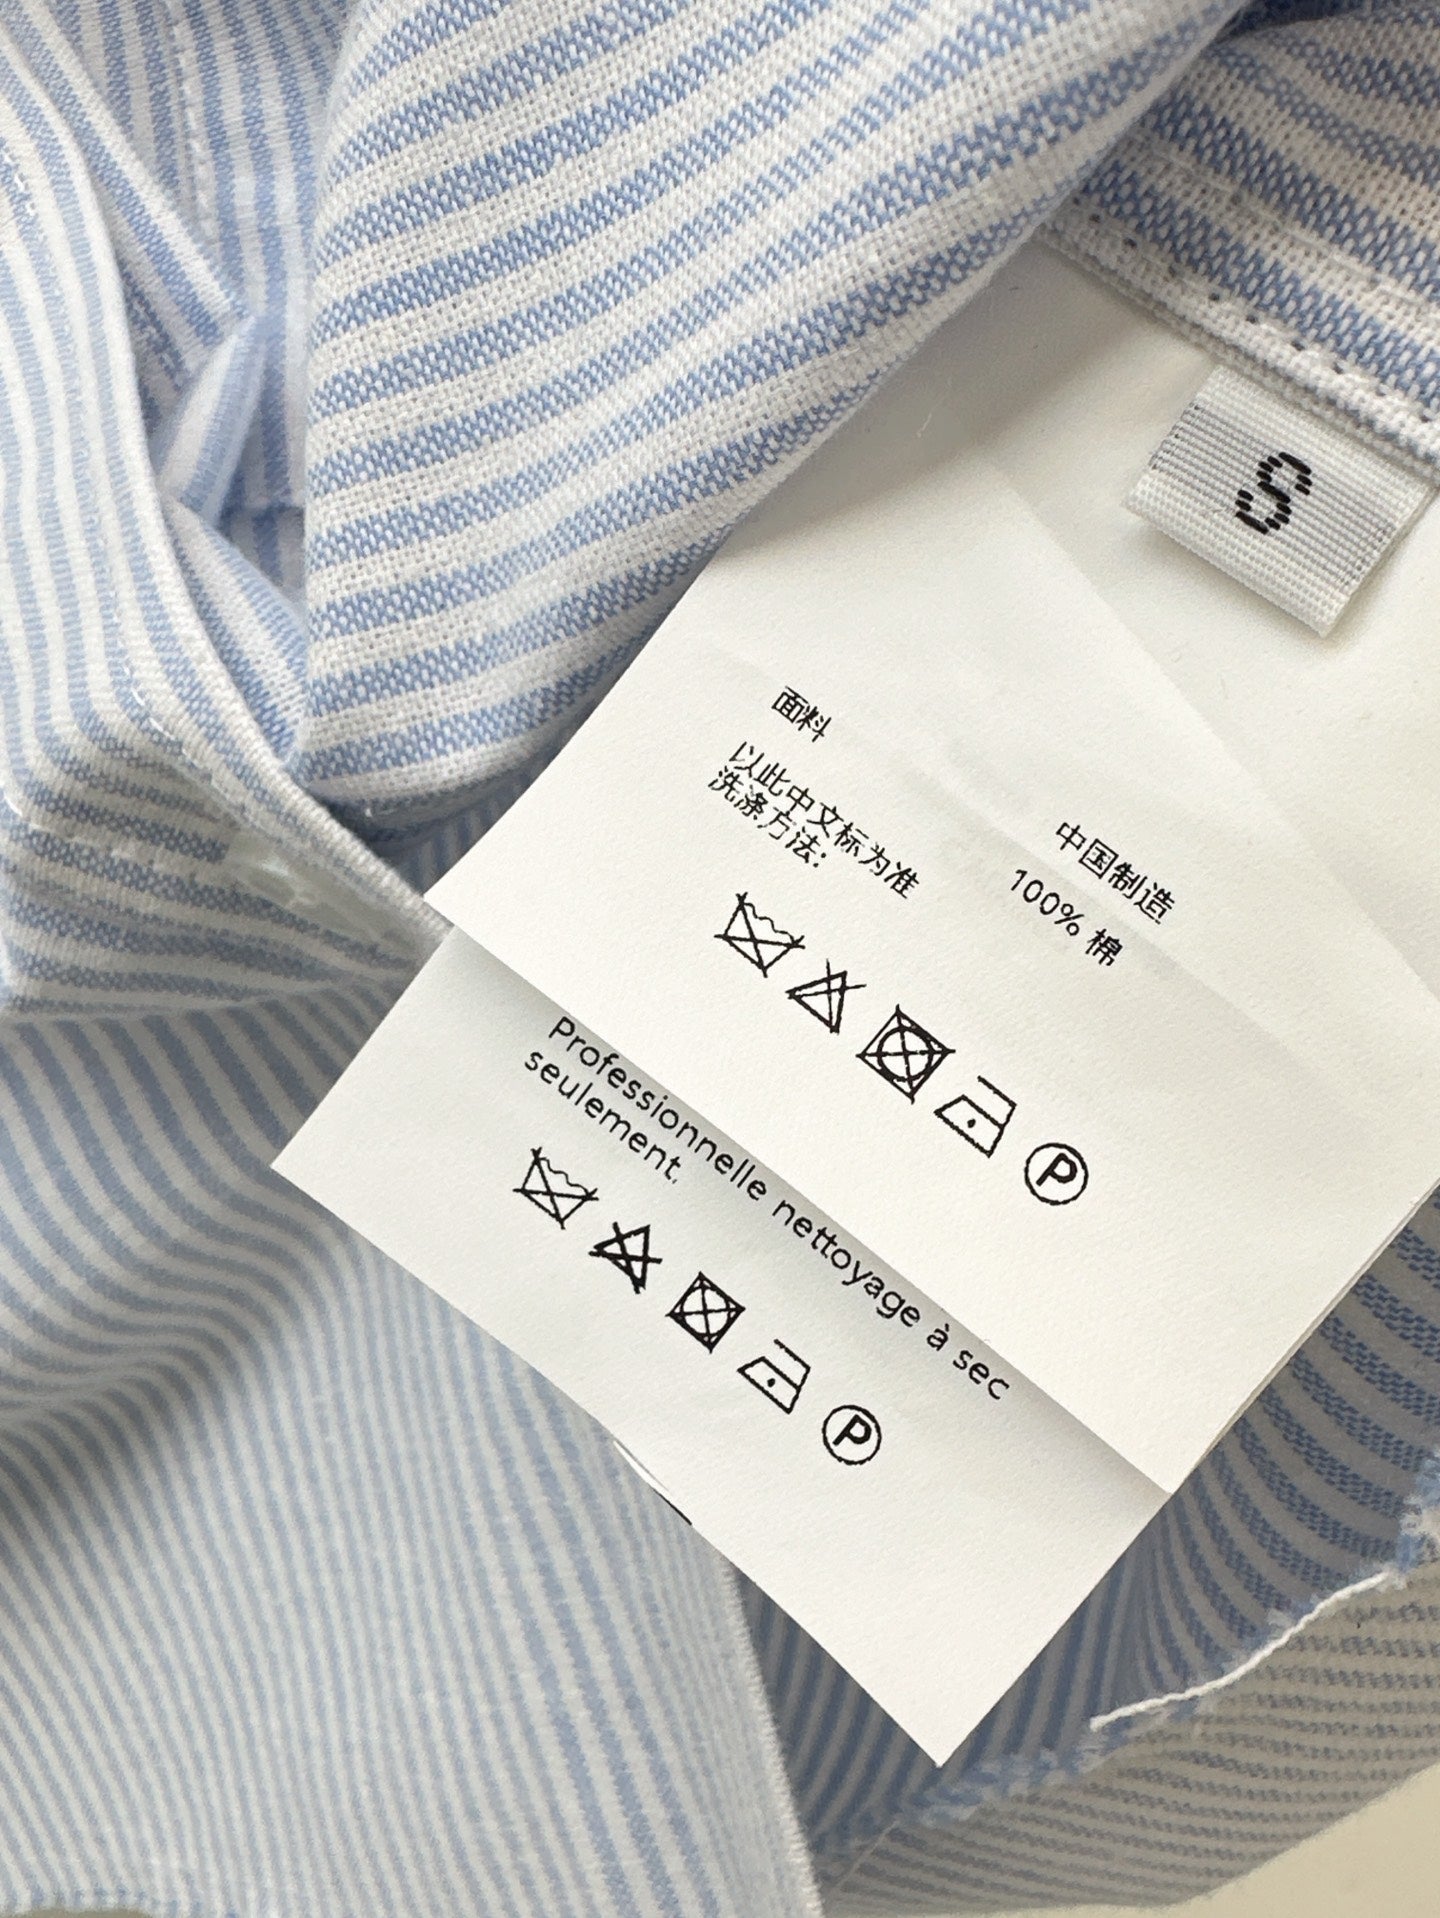 S
面料
以此中文标为准
洗涤方法:
中国制造
100% 棉
P
Professionnelle nettoyage à sec
seulement.
P